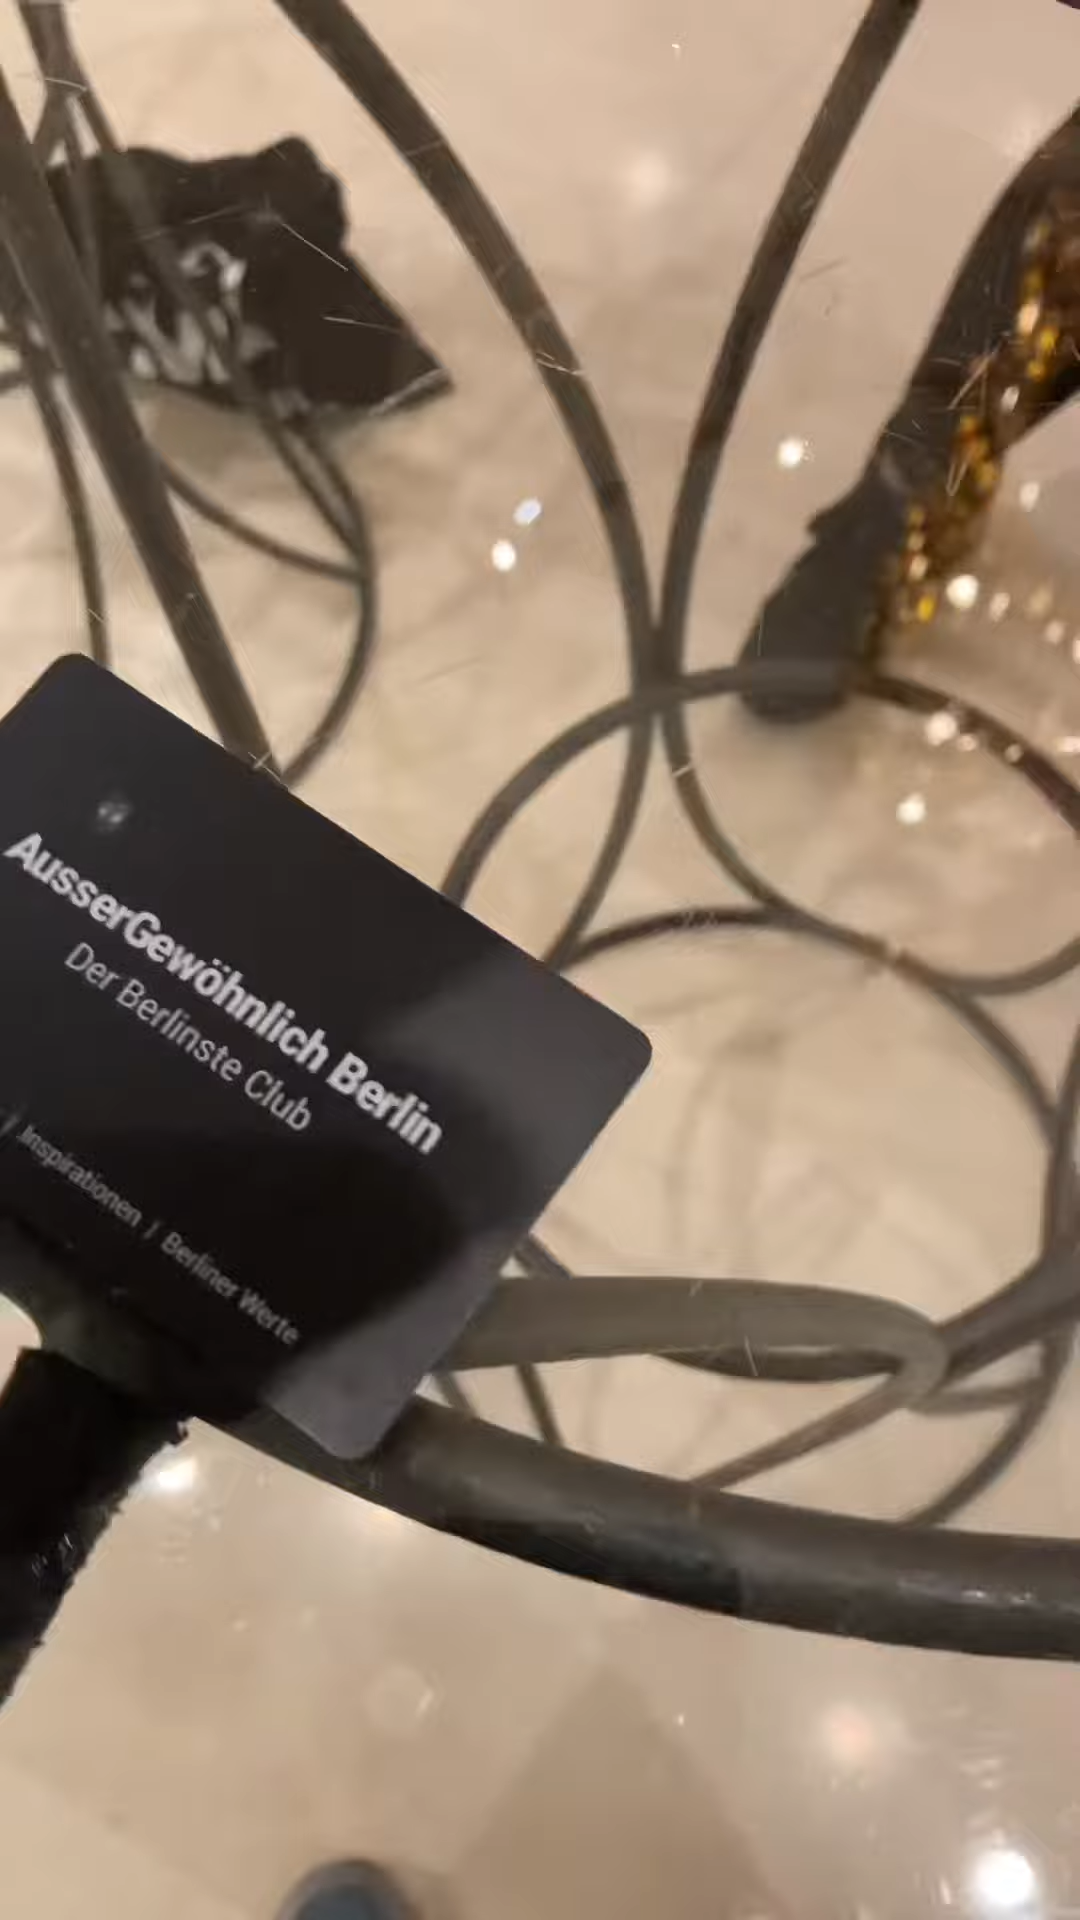 AusserGewöhnlich Berlin
Der Berlinste Club
/ Inspirationen / Berliner Werte